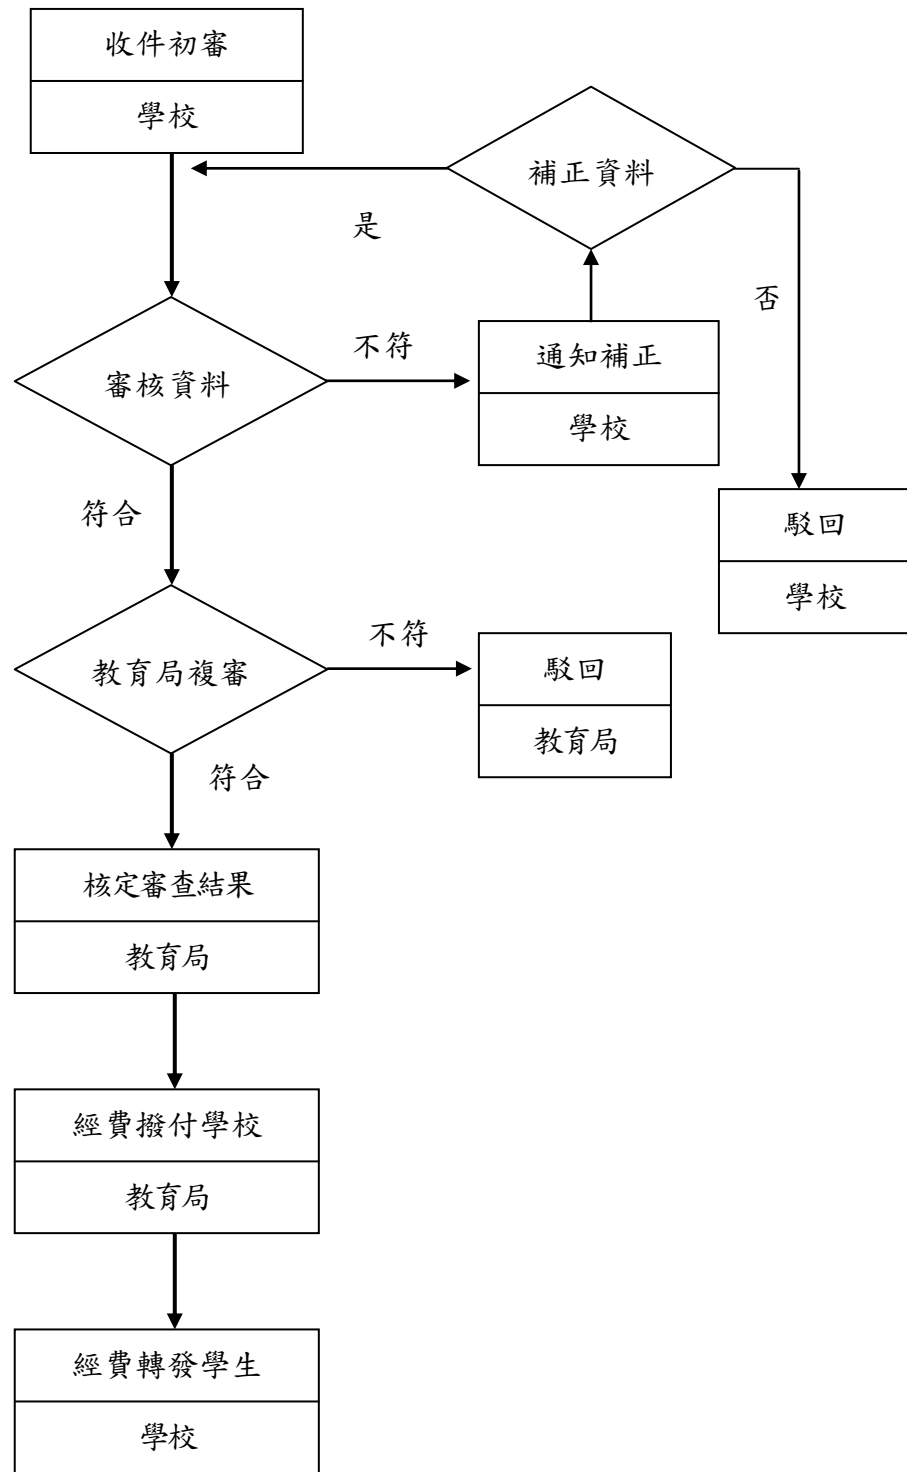 收件初審
學校
補正資料
是
否
不符
通知補正
審核資料
學校
符合
駁回
學校
不符
教育局複審
駁回
教育局
符合
核定審查結果
教育局
經費撥付學校
教育局
經費轉發學生
學校